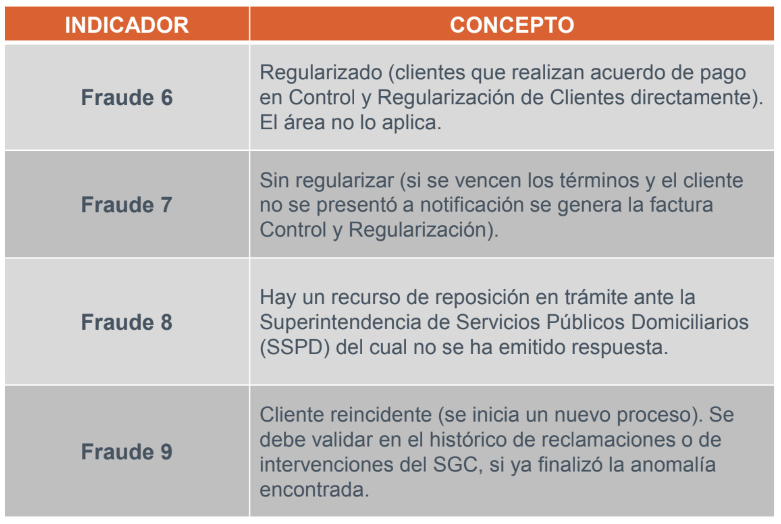 INDICADOR
CONCEPTO
Fraude 6
Regularizado (clientes que realizan acuerdo de pago
en Control y Regularización de Clientes directamente).
El área no lo aplica.
Fraude 7
Sin regularizar (si se vencen los términos y el cliente
no se presentó a notificación se genera la factura
Control y Regularización).
Fraude 8
Hay un recurso de reposición en trámite ante la
Superintendencia de Servicios Públicos Domiciliarios
(SSPD) del cual no se ha emitido respuesta.
Fraude 9
Cliente reincidente (se inicia un nuevo proceso). Se
debe validar en el histórico de reclamaciones o de
intervenciones del SGC, si ya finalizó la anomalía
encontrada.